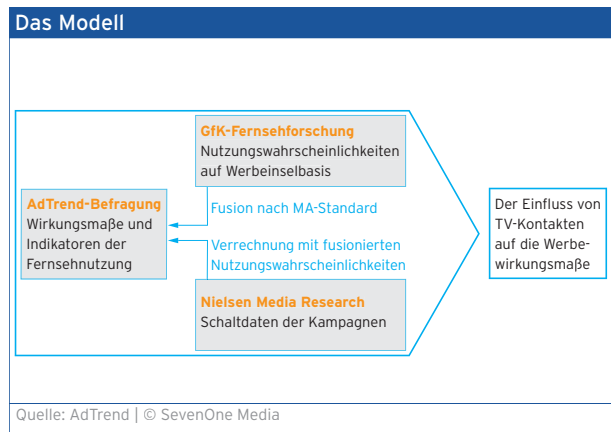 Das Modell
GfK-Fernsehforschung
Nutzungswahrscheinlichkeiten
auf Werbeinselbasis
AdTrend-Befragung
Wirkungsmaße und
Indikatoren der
Fernsehnutzung
Fusion nach MA-Standard
Verrechnung mit fusionierten
Nutzungswahrscheinlichkeiten
Nielsen Media Research
Schaltdaten der Kampagnen
Der Einfluss von
TV-Kontakten
auf die Werbe-
wirkungsmaße
Quelle: AdTrend | © SevenOne Media